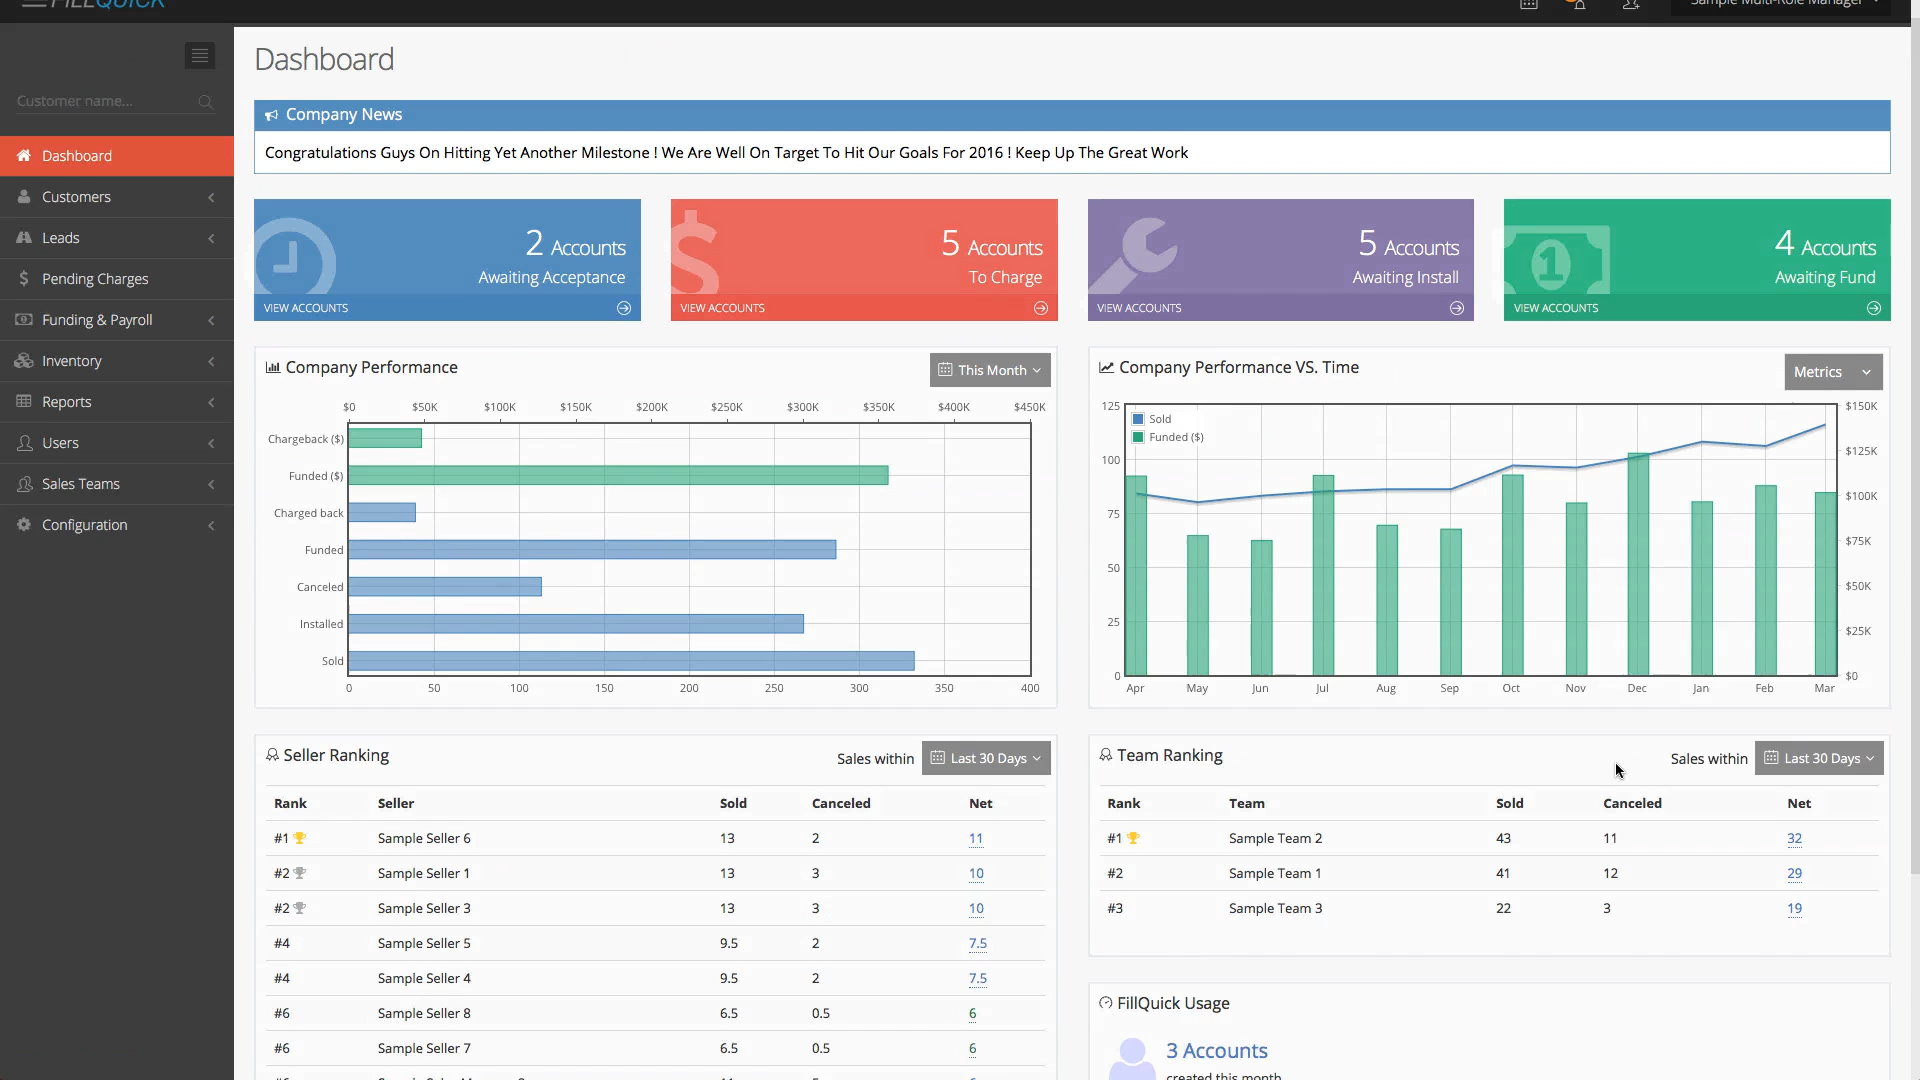 FILLQUICK
Sample Multi-Role Manager
Dashboard
Customer name...
Company News
Congratulations Guys On Hitting Yet Another Milestone ! We Are Well On Target To Hit Our Goals For 2016 ! Keep Up The Great Work
Dashboard
Customers
Leads
Pending Charges
Funding & Payroll
Inventory
Reports
Users
Sales Teams
Configuration
2 Accounts
Awaiting Acceptance
VIEW ACCOUNTS
5 Accounts
To Charge
VIEW ACCOUNTS
5 Accounts
Awaiting Install
VIEW ACCOUNTS
4 Accounts
Awaiting Fund
VIEW ACCOUNTS
Company Performance
This Month
$0 $50K $100K $150K $200K $250K $300K $350K $400K $450K
Chargeback ($)
Funded ($)
Charged back
Funded
Canceled
Installed
Sold
0 50 100 150 200 250 300 350 400
Company Performance VS. Time
Metrics
Sold
Funded ($)
125 $150K
$125K
100
$100K
75
$75K
50
$50K
25
$25K
0 $0
Apr May Jun Jul Aug Sep Oct Nov Dec Jan Feb Mar
Seller Ranking
Sales within Last 30 Days
Rank Seller Sold Canceled Net
#1 Sample Seller 6 13 2 11
#2 Sample Seller 1 13 3 10
#2 Sample Seller 3 13 3 10
#4 Sample Seller 5 9.5 2 7.5
#4 Sample Seller 4 9.5 2 7.5
#6 Sample Seller 8 6.5 0.5 6
#6 Sample Seller 7 6.5 0.5 6
Team Ranking
Sales within Last 30 Days
Rank Team Sold Canceled Net
#1 Sample Team 2 43 11 32
#2 Sample Team 1 41 12 29
#3 Sample Team 3 22 3 19
FillQuick Usage
3 Accounts
created this month